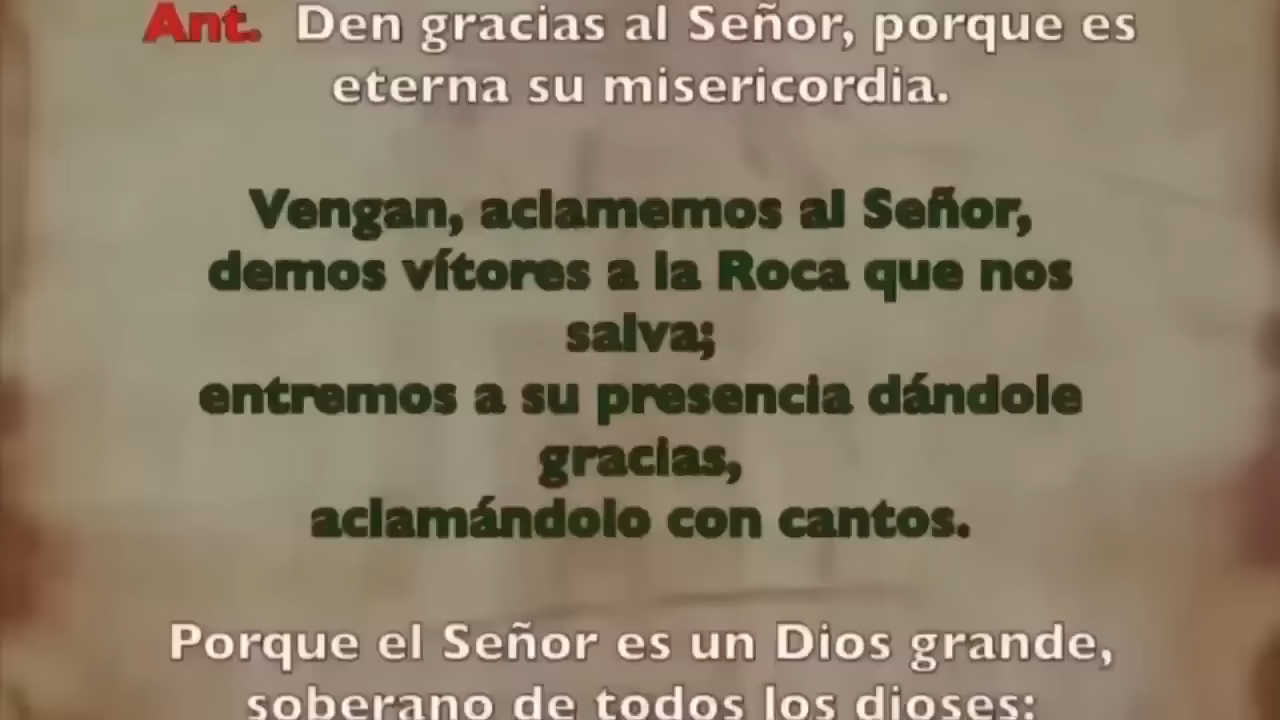 Ant. Den gracias al Señor, porque es
eterna su misericordia.
Vengan, aclamemos al Señor,
demos vítores a la Roca que nos
salva;
entremos a su presencia dándole
gracias,
aclamándolo con cantos.
Porque el Señor es un Dios grande,
soberano de todos los dioses: